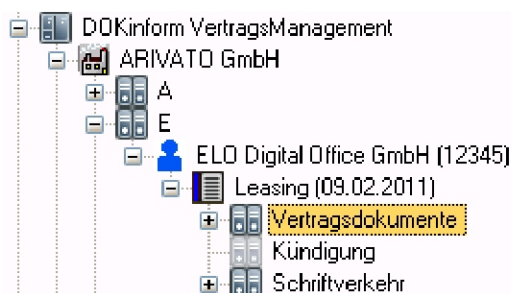 DOKinform VertragsManagement
ARIVATO GmbH
A
E
ELO Digital Office GmbH (12345)
Leasing (09.02.2011)
Vertragsdokumente
Kündigung
Schriftverkehr